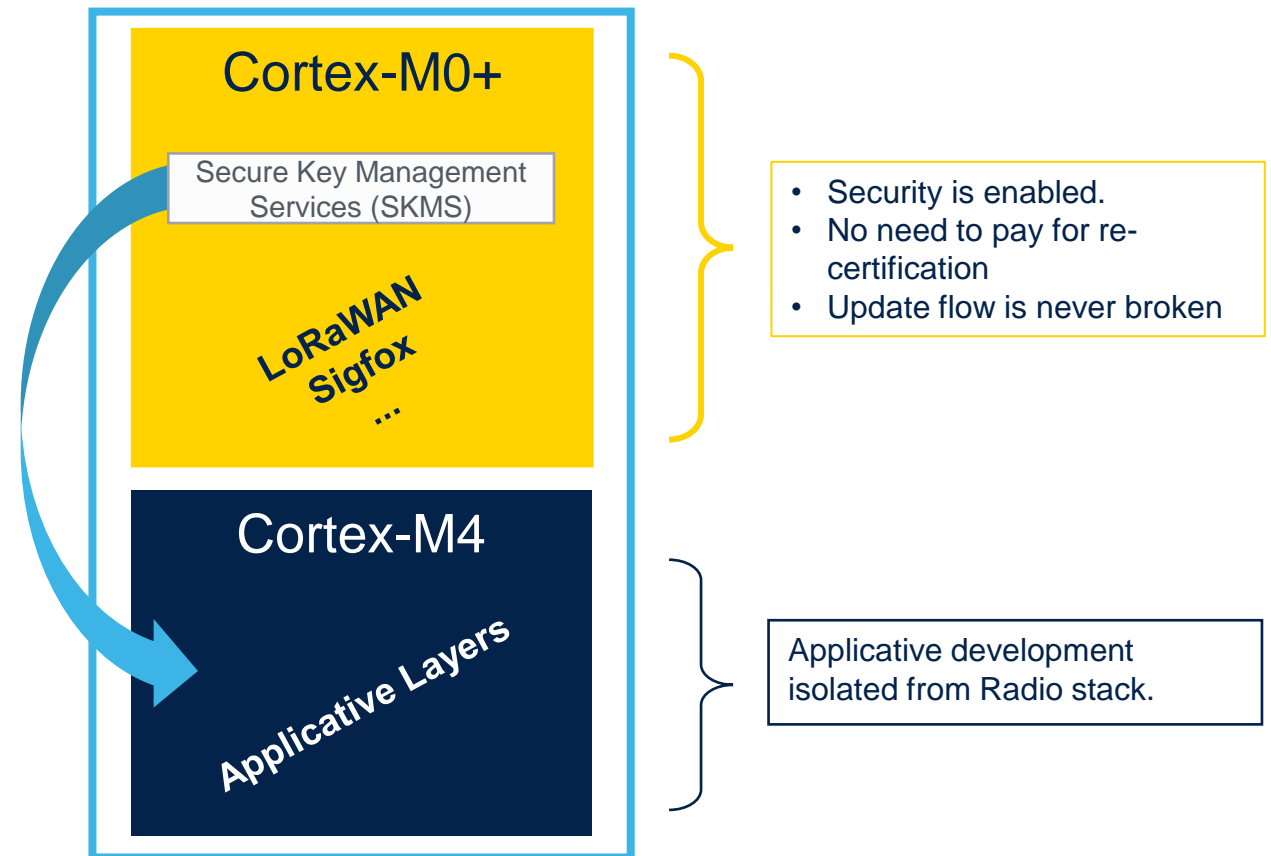 Cortex-M0+
Secure Key Management
Services (SKMS)
LoRaWAN
Sigfox
...
• Security is enabled.
• No need to pay for re-
certification
• Update flow is never broken
Cortex-M4
Applicative Layers
Applicative development
isolated from Radio stack.